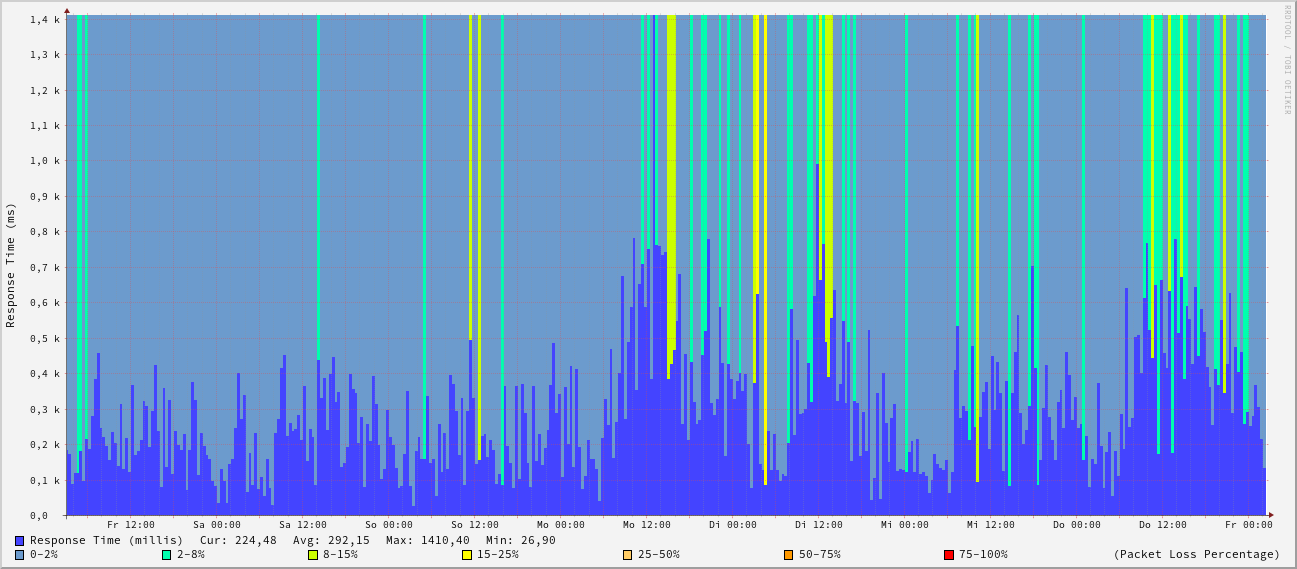 RRDTOOL / TOBI OETIKER
Response Time (ms)
1,4 k
1,3 k
1,2 k
1,1 k
1,0 k
0,9 k
0,8 k
0,7 k
0,6 k
0,5 k
0,4 k
0,3 k
0,2 k
0,1 k
0,0
Fr 12:00 Sa 00:00 Sa 12:00 So 00:00 So 12:00 Mo 00:00 Mo 12:00 Di 00:00 Di 12:00 Mi 00:00 Mi 12:00 Do 00:00 Do 12:00 Fr 00:00
Response Time (millis) Cur: 224,48 Avg: 292,15 Max: 1410,40 Min: 26,90
0-2% 2-8% 8-15% 15-25% 25-50% 50-75% 75-100% (Packet Loss Percentage)